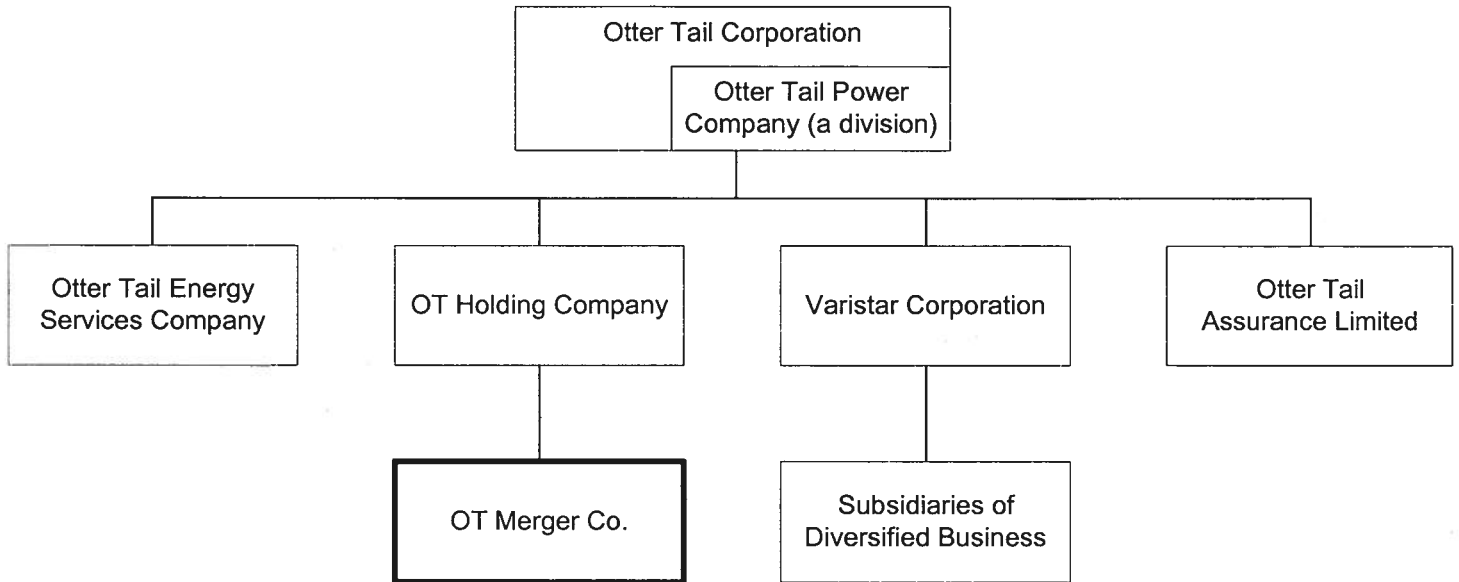 Otter Tail Corporation
Otter Tail Power
Company (a division)
Otter Tail Energy
Services Company
OT Holding Company
Varistar Corporation
Otter Tail
Assurance Limited
OT Merger Co.
Subsidiaries of
Diversified Business